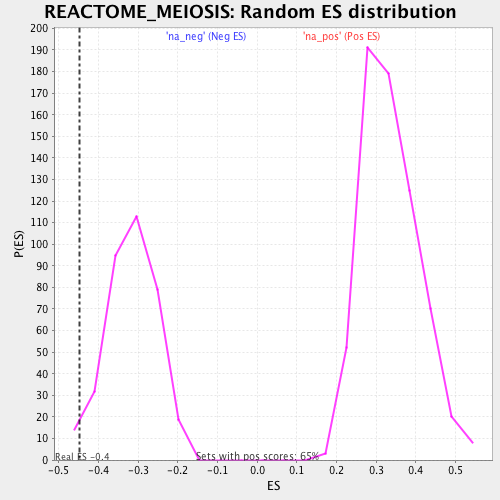 REACTOME_MEIOSIS: Random ES distribution
'na_neg' (Neg ES)
'na_pos' (Pos ES)
200
190
180
170
160
150
140
130
120
110
100
90
80
70
60
50
40
30
20
10
0
P(ES)
Real ES -0.4
Sets with pos scores: 65%
-0.5 -0.4 -0.3 -0.2 -0.1 0.0 0.1 0.2 0.3 0.4 0.5
ES